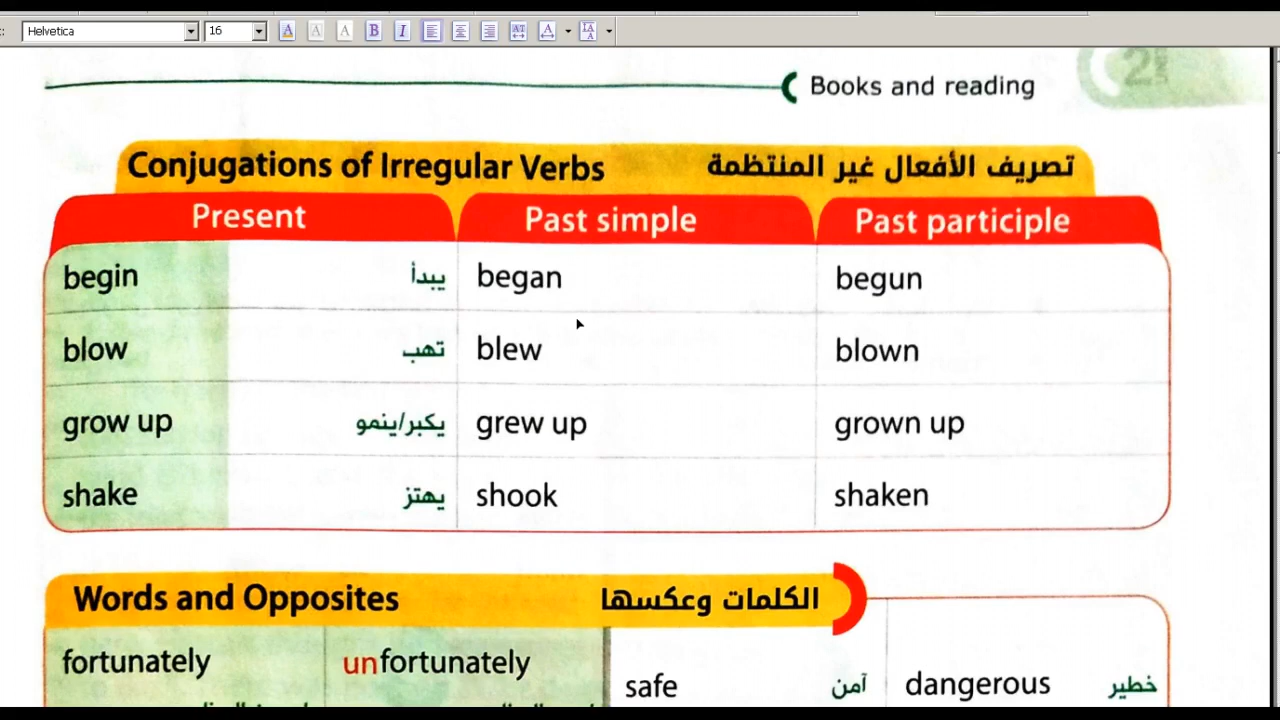 Helvetica 16
Books and reading
2
Conjugations of Irregular Verbs تصريف الأفعال غير المنتظمة
Present Past simple Past participle
begin يبدأ began begun
blow تهب blew blown
grow up يكبر/ينمو grew up grown up
shake يهتز shook shaken
Words and Opposites الكلمات وعكسها
fortunately unfortunately
safe آمن dangerous خطير